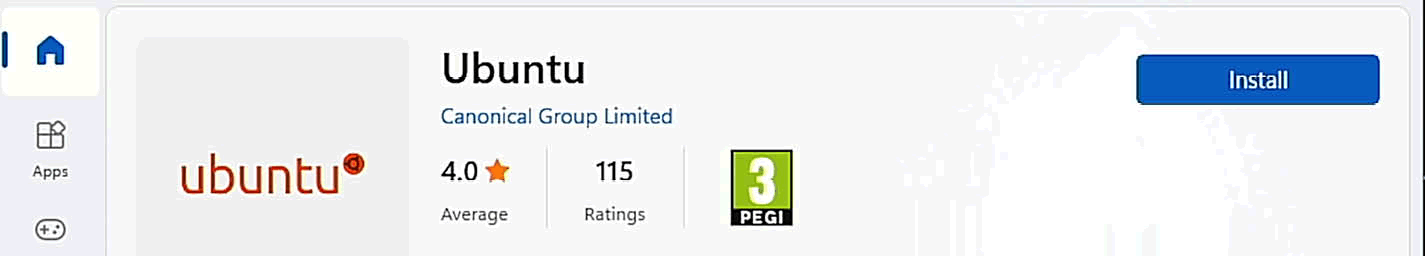 Ubuntu
Install
Canonical Group Limited
ubuntu
4.0
115
3
PEGI
Average
Ratings
Apps